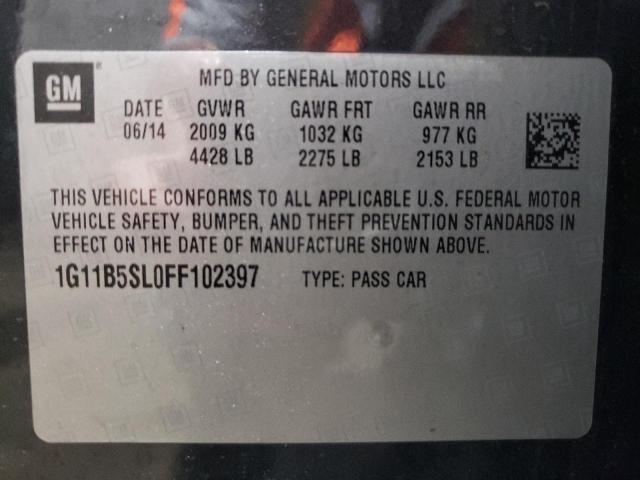 GM ®
MFD BY GENERAL MOTORS LLC
DATE GVWR GAWR FRT GAWR RR
06/14 2009 KG 1032 KG 977 KG
4428 LB 2275 LB 2153 LB
THIS VEHICLE CONFORMS TO ALL APPLICABLE U.S. FEDERAL MOTOR
VEHICLE SAFETY, BUMPER, AND THEFT PREVENTION STANDARDS IN
EFFECT ON THE DATE OF MANUFACTURE SHOWN ABOVE.
1G11B5SL0FF102397 TYPE: PASS CAR